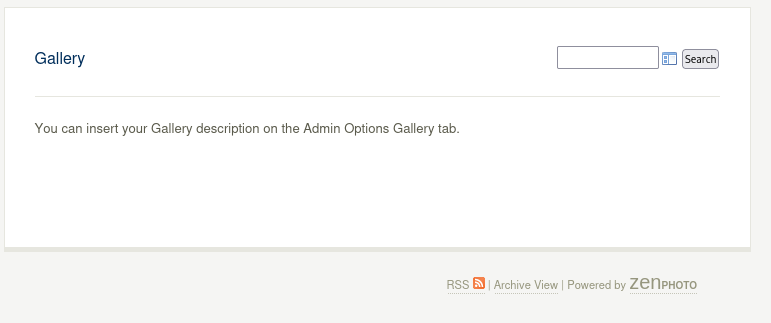 Gallery
Search
You can insert your Gallery description on the Admin Options Gallery tab.
RSS | Archive View | Powered by zenPHOTO